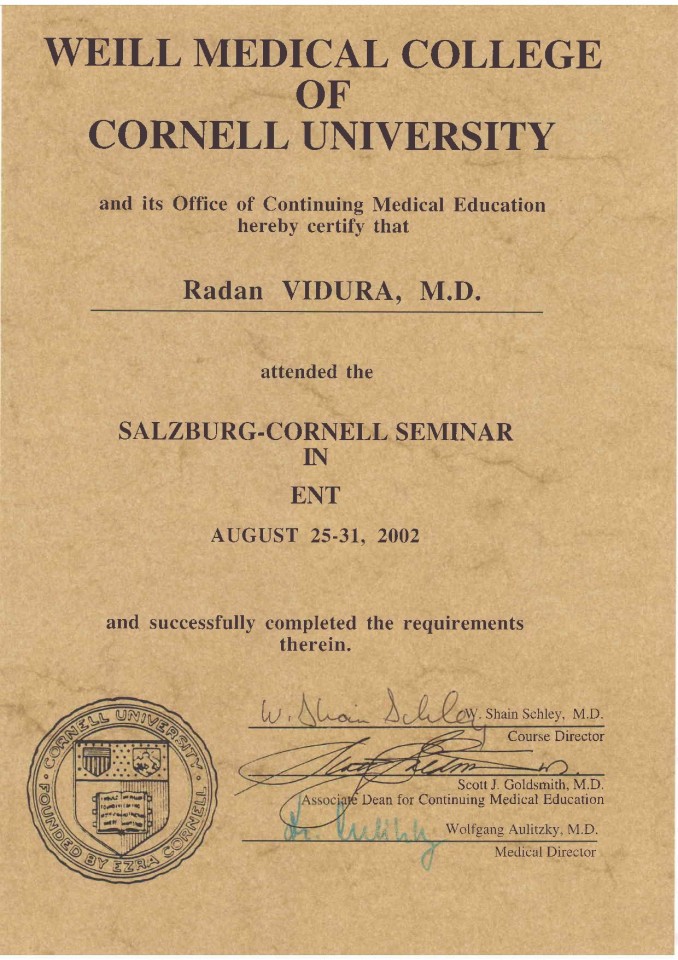 WEILL MEDICAL COLLEGE
OF
CORNELL UNIVERSITY
and its Office of Continuing Medical Education
hereby certify that
Radan VIDURA, M.D.
attended the
SALZBURG-CORNELL SEMINAR
IN
ENT
AUGUST 25-31, 2002
and successfully completed the requirements
therein.
W. Shain Schley
W. Shain Schley, M.D.
Course Director
Scott J. Goldsmith, M.D.
Associate Dean for Continuing Medical Education
Wolfgang Aulitzky, M.D.
Medical Director
CORNELL UNIVERSITY
FOUNDED BY EZRA CORNELL